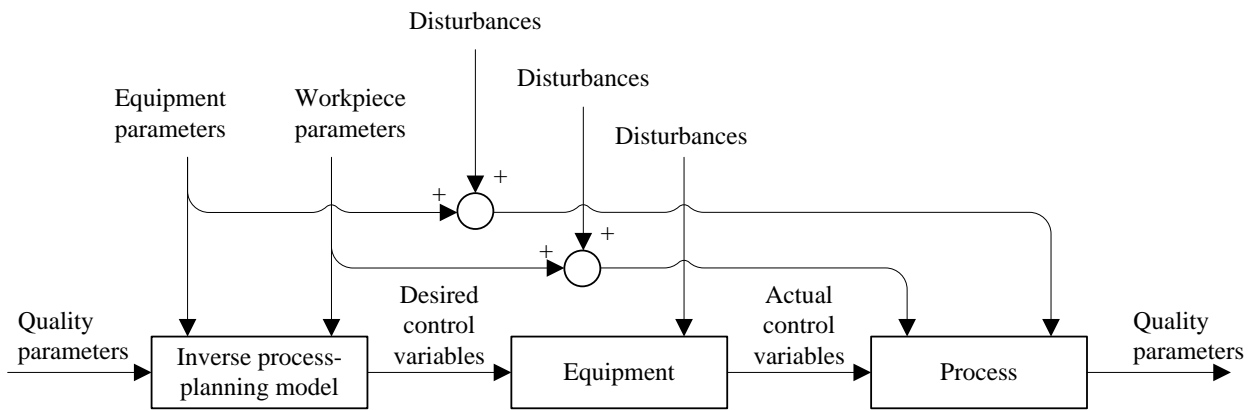 Disturbances
Disturbances
Equipment
parameters
Workpiece
parameters
Disturbances
+
+
+
+
Quality
parameters
Desired
control
variables
Actual
control
variables
Quality
parameters
Inverse process-
planning model
Equipment
Process